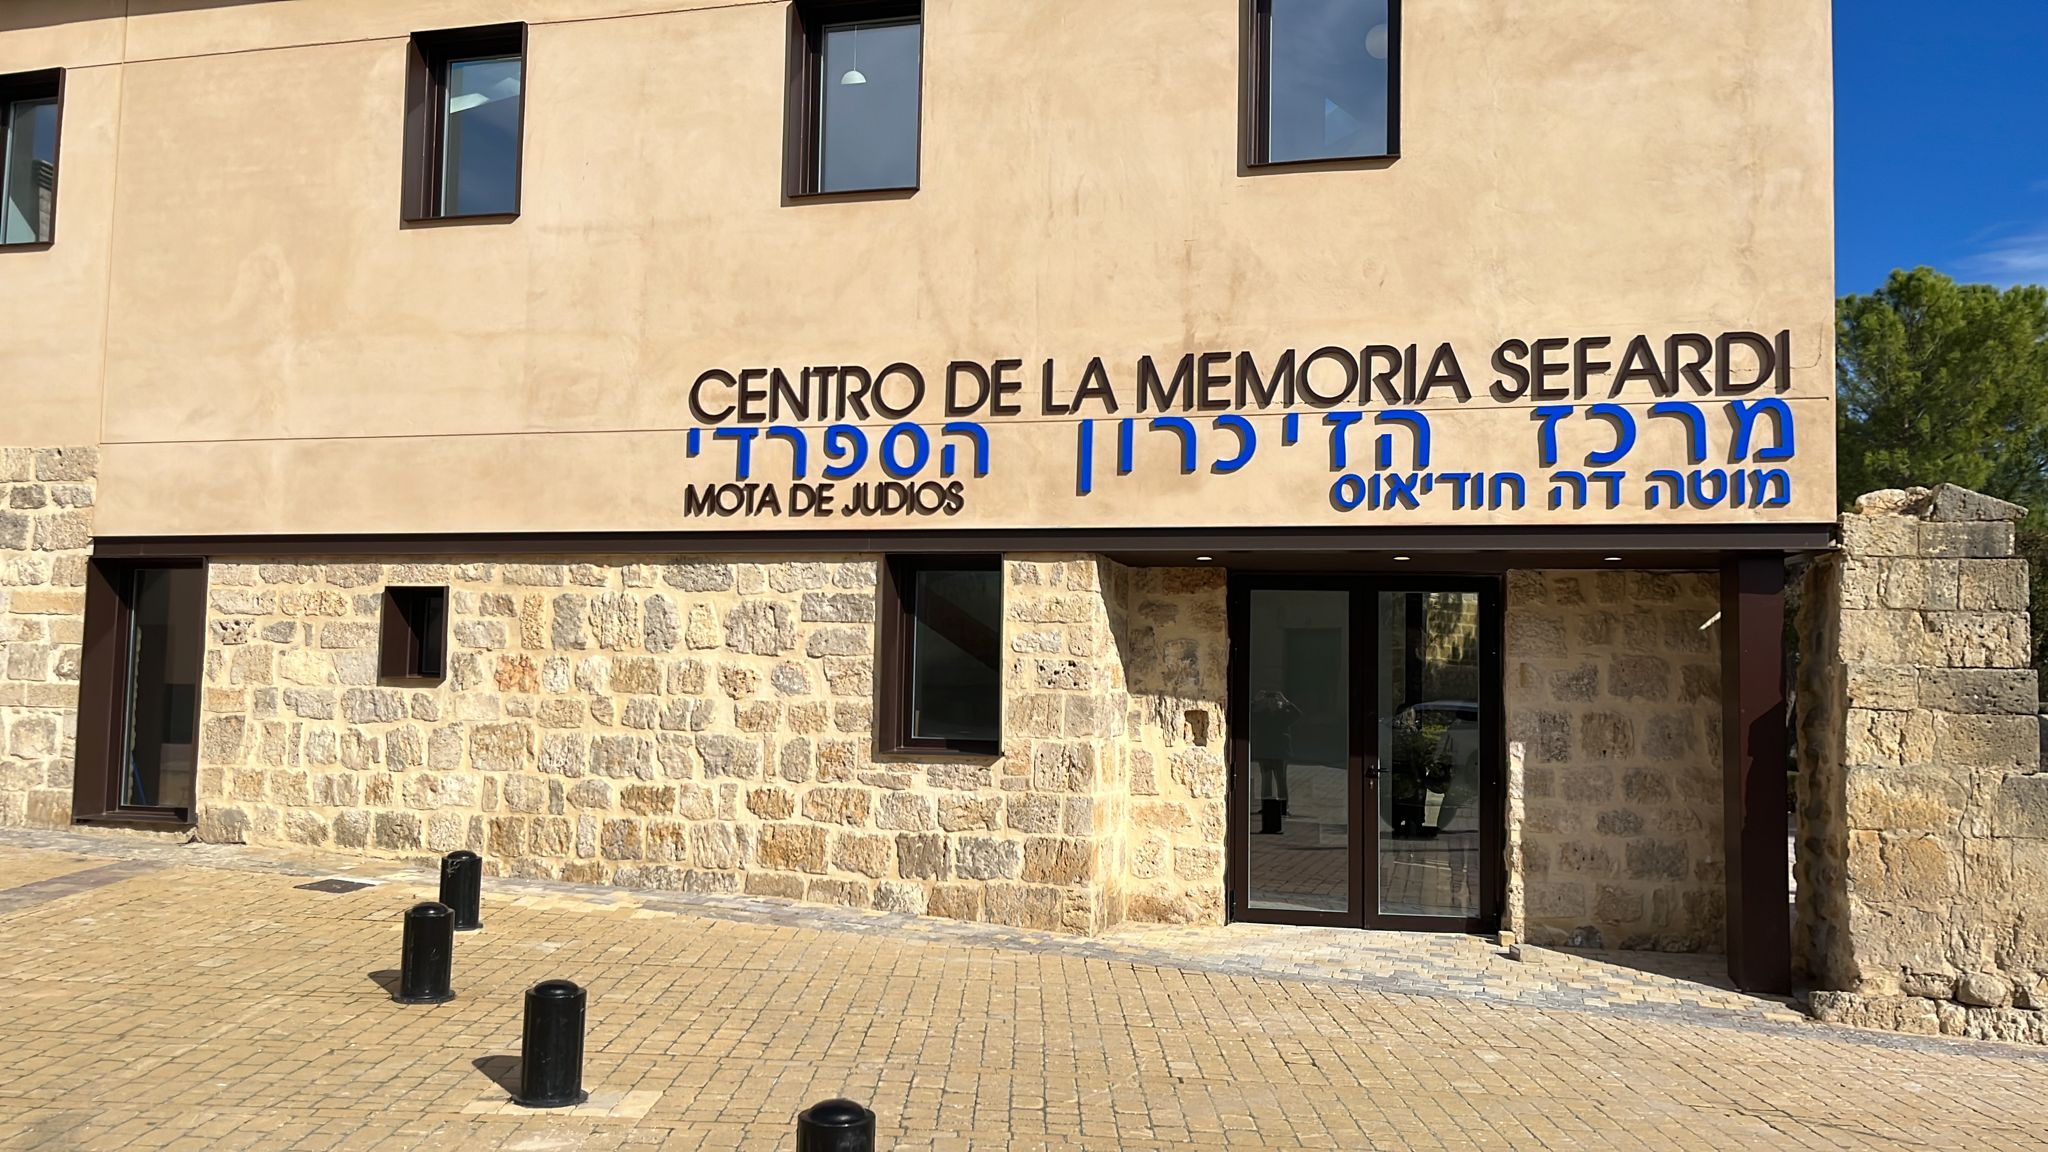 CENTRO DE LA MEMORIA SEFARDI
מרכז הזיכרון הספרדי
MOTA DE JUDIOS
מוטה דה חודיאוס